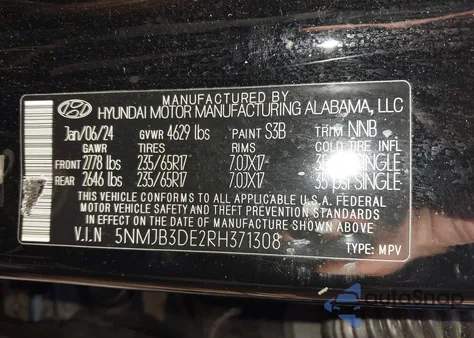 MANUFACTURED BY
HYUNDAI MOTOR MANUFACTURING ALABAMA, LLC
Jan/06/24 GVWR 4629 lbs PAINT S3B TRIM NNB
GAWR TIRES RIMS COLD TIRE INFL
FRONT 2778 lbs 235/65R17 7.0JX17 SINGLE
REAR 2646 lbs 235/65R17 7.0JX17 35 psi SINGLE
THIS VEHICLE CONFORMS TO ALL APPLICABLE U.S.A. FEDERAL
MOTOR VEHICLE SAFETY, BUMPER, AND THEFT
PREVENTION STANDARDS IN EFFECT ON THE DATE OF
MANUFACTURE SHOWN ABOVE.
V.I.N 5NMJB3DE2RH371308 TYPE: MPV
autoSnap